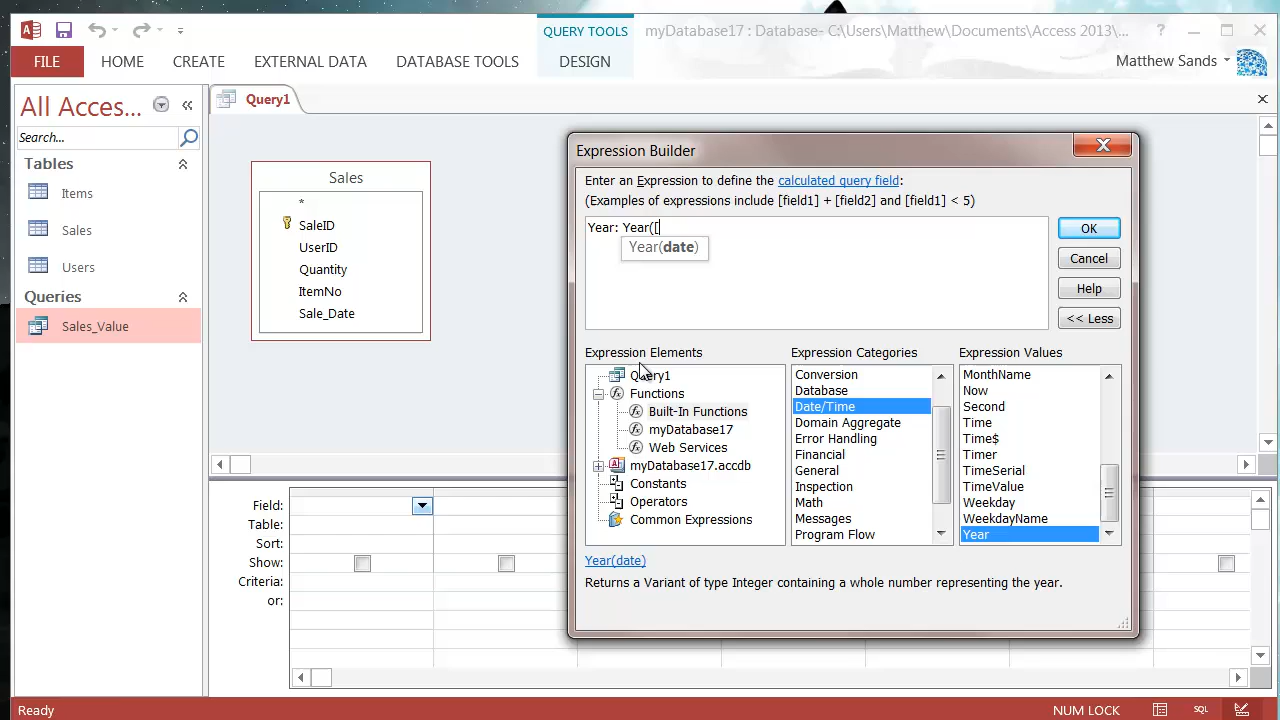 QUERY TOOLS
myDatabase17 : Database- C:\Users\Matthew\Documents\Access 2013\...
?
FILE
HOME
CREATE
EXTERNAL DATA
DATABASE TOOLS
DESIGN
Matthew Sands
All Acces...
Search...
Tables
Items
Sales
Users
Queries
Sales_Value
Query1
Sales
*
SaleID
UserID
Quantity
ItemNo
Sale_Date
Expression Builder
Enter an Expression to define the calculated query field:
(Examples of expressions include [field1] + [field2] and [field1] < 5)
Year: Year([
Year(date)
OK
Cancel
Help
<< Less
Expression Elements
Query1
Functions
Built-In Functions
myDatabase17
Web Services
myDatabase17.accdb
Constants
Operators
Common Expressions
Expression Categories
Conversion
Database
Date/Time
Domain Aggregate
Error Handling
Financial
General
Inspection
Math
Messages
Program Flow
Expression Values
MonthName
Now
Second
Time
Time$
Timer
TimeSerial
TimeValue
Weekday
WeekdayName
Year
Year(date)
Returns a Variant of type Integer containing a whole number representing the year.
Field:
Table:
Sort:
Show:
Criteria:
or:
Ready
NUM LOCK
SQL